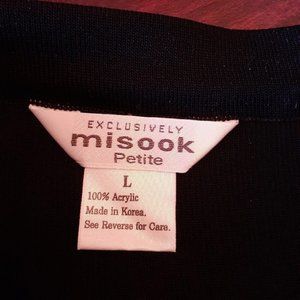 EXCLUSIVELY
misook
Petite
L
100% Acrylic
Made in Korea.
See Reverse for Care.